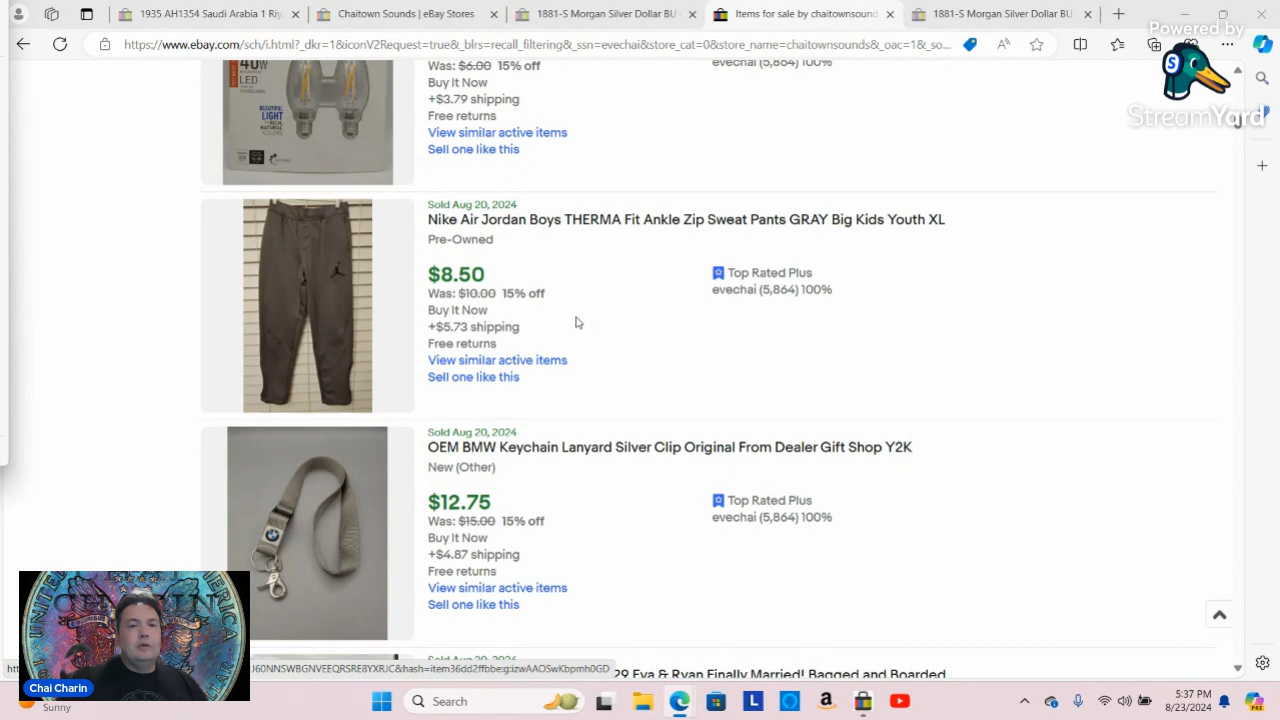 1935 AH1354 Saudi Arabia 1 Riy
Chaitown Sounds | eBay Stores
1881-S Morgan Silver Dollar BU
Items for sale by chaitownsound
1881-S Morgan Silver Dollar BU
https://www.ebay.com/sch/i.html?_dkr=1&iconV2Request=true&_blrs=recall_filtering&_ssn=evechai&store_cat=0&store_name=chaitownsounds&_oac=1&_so...
Powered by
StreamYard
40W
LED
BEAUTIFUL
LIGHT
Was: $6.00 15% off
evechai (5,864) 100%
Buy It Now
+$3.79 shipping
Free returns
View similar active items
Sell one like this
Sold Aug 20, 2024
Nike Air Jordan Boys THERMA Fit Ankle Zip Sweat Pants GRAY Big Kids Youth XL
Pre-Owned
$8.50
Top Rated Plus
Was: $10.00 15% off
evechai (5,864) 100%
Buy It Now
+$5.73 shipping
Free returns
View similar active items
Sell one like this
Sold Aug 20, 2024
OEM BMW Keychain Lanyard Silver Clip Original From Dealer Gift Shop Y2K
New (Other)
$12.75
Top Rated Plus
Was: $15.00 15% off
evechai (5,864) 100%
Buy It Now
+$4.87 shipping
Free returns
View similar active items
Sell one like this
Sold Aug 20, 2024
29 Eva & Ryan Finally Married! Bagged and Boarded
Chai Charin
Sunny
Search
5:37 PM
8/23/2024